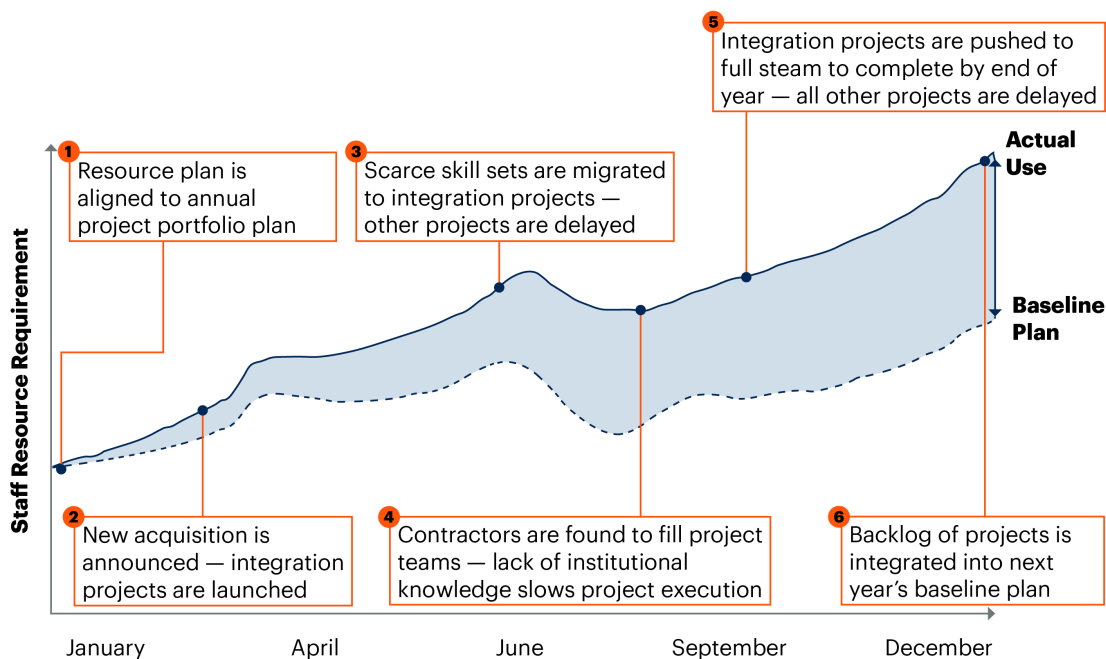 5
Integration projects are pushed to
full steam to complete by end of
year — all other projects are delayed
1
Resource plan is
aligned to annual
project portfolio plan
3
Scarce skill sets are migrated
to integration projects —
other projects are delayed
Actual
Use
Baseline
Plan
Staff Resource Requirement
2
New acquisition is
announced — integration
projects are launched
4
Contractors are found to fill project
teams — lack of institutional
knowledge slows project execution
6
Backlog of projects is
integrated into next
year’s baseline plan
January April June September December